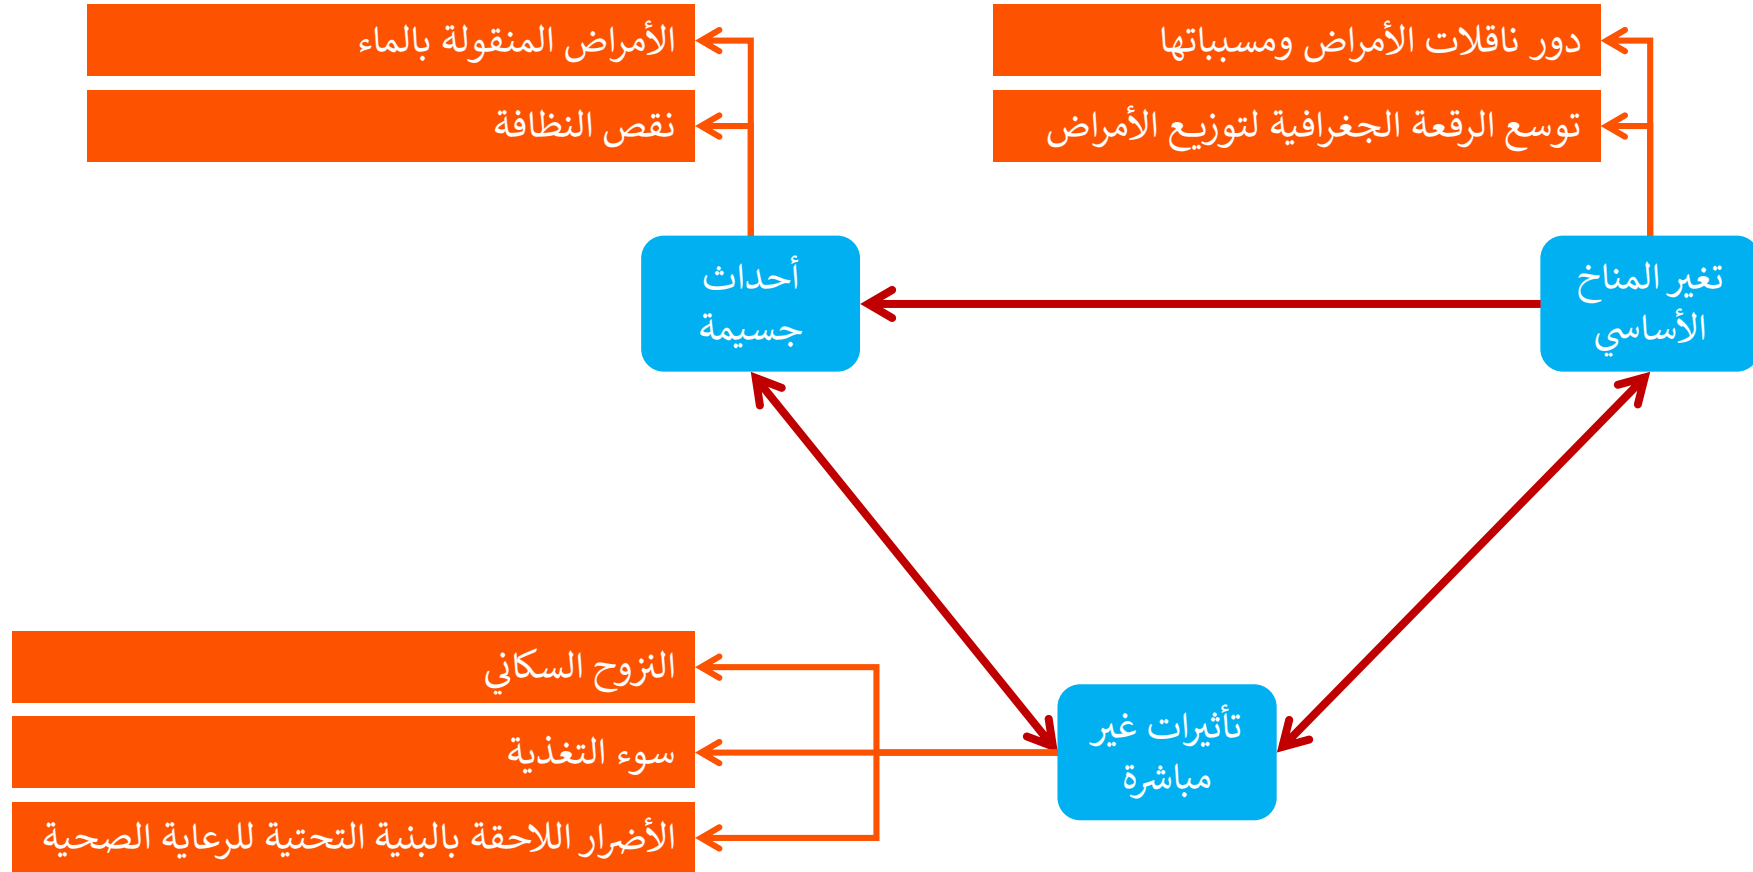 دور ناقلات الأمراض ومسبباتها
توسع الرقعة الجغرافية لتوزيع الأمراض
الأمراض المنقولة بالماء
نقص النظافة
تغير المناخ
الأساسي
أحداث
جسيمة
تأثيرات غير
مباشرة
النزوح السكاني
سوء التغذية
الأضرار اللاحقة بالبنية التحتية للرعاية الصحية